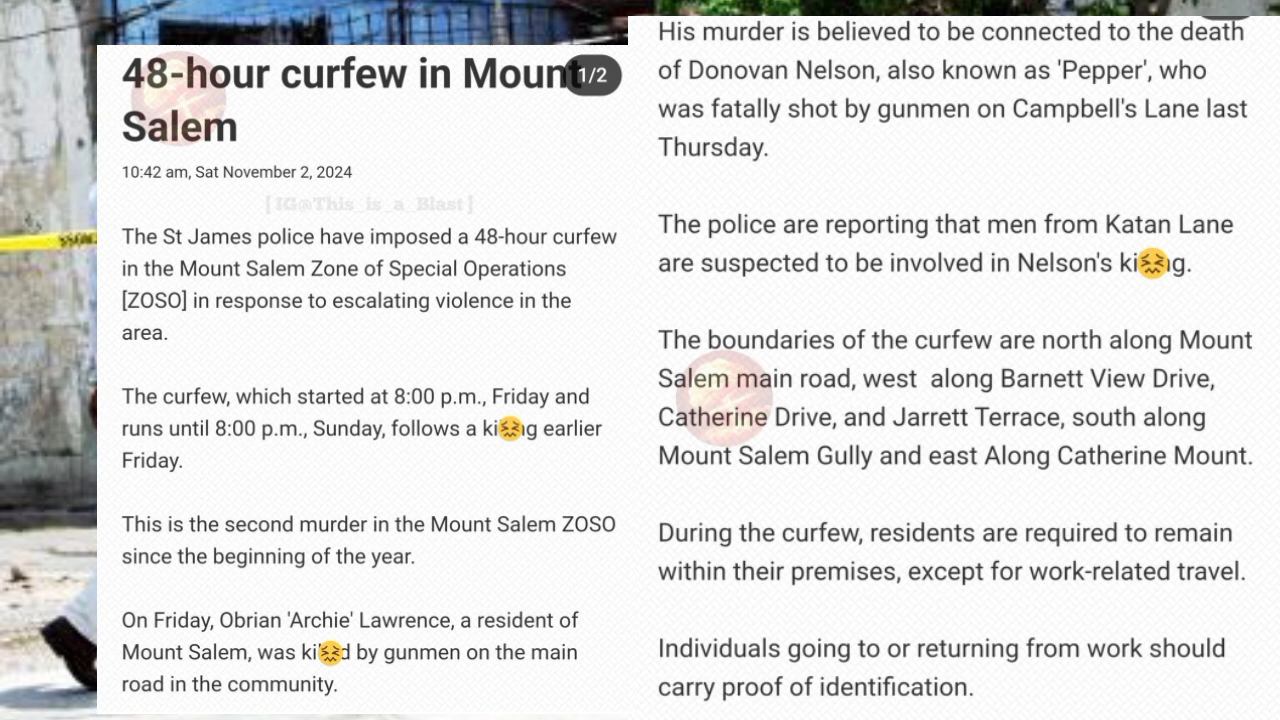 48-hour curfew in Mount
1/2
Salem
10:42 am, Sat November 2, 2024
[IG@This_is_a_Blast]
The St James police have imposed a 48-hour curfew
in the Mount Salem Zone of Special Operations
[ZOSO] in response to escalating violence in the
area.
The curfew, which started at 8:00 p.m., Friday and
runs until 8:00 p.m., Sunday, follows a ki😖ng earlier
Friday.
This is the second murder in the Mount Salem ZOSO
since the beginning of the year.
On Friday, Obrian 'Archie' Lawrence, a resident of
Mount Salem, was ki😖d by gunmen on the main
road in the community.
His murder is believed to be connected to the death
of Donovan Nelson, also known as 'Pepper', who
was fatally shot by gunmen on Campbell's Lane last
Thursday.
The police are reporting that men from Katan Lane
are suspected to be involved in Nelson's ki😖g.
The boundaries of the curfew are north along Mount
Salem main road, west along Barnett View Drive,
Catherine Drive, and Jarrett Terrace, south along
Mount Salem Gully and east Along Catherine Mount.
During the curfew, residents are required to remain
within their premises, except for work-related travel.
Individuals going to or returning from work should
carry proof of identification.